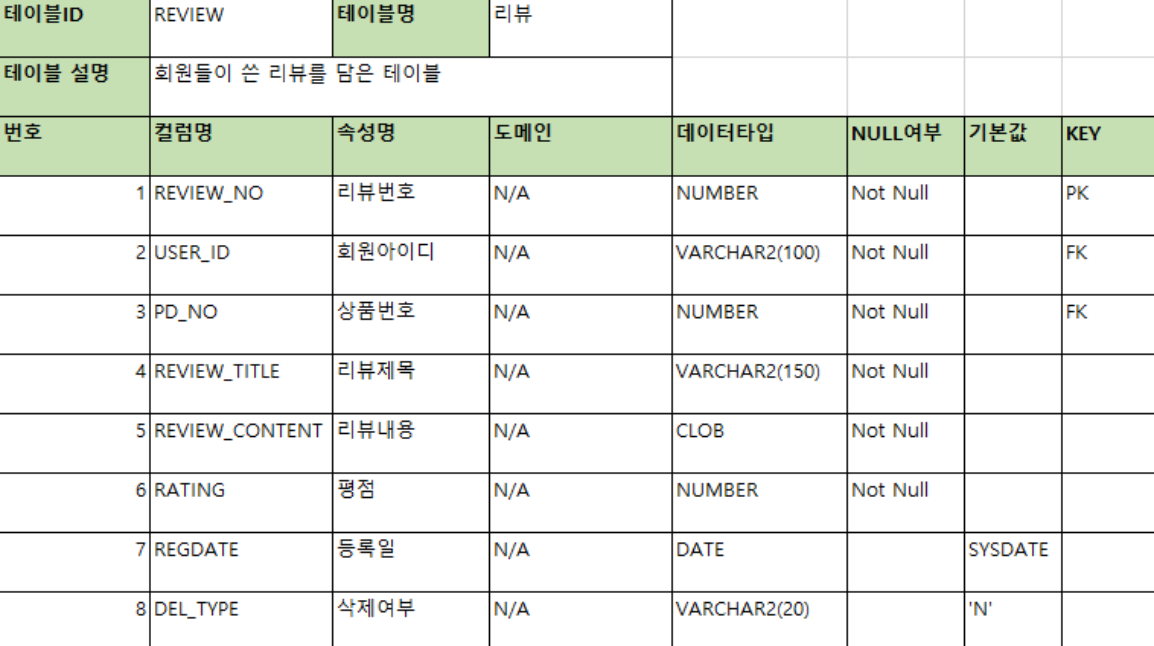 테이블ID REVIEW 테이블명 리뷰
테이블 설명 회원들이 쓴 리뷰를 담은 테이블
번호 컬럼명 속성명 도메인 데이터타입 NULL여부 기본값 KEY
1 REVIEW_NO 리뷰번호 N/A NUMBER Not Null PK
2 USER_ID 회원아이디 N/A VARCHAR2(100) Not Null FK
3 PD_NO 상품번호 N/A NUMBER Not Null FK
4 REVIEW_TITLE 리뷰제목 N/A VARCHAR2(150) Not Null
5 REVIEW_CONTENT 리뷰내용 N/A CLOB Not Null
6 RATING 평점 N/A NUMBER Not Null
7 REGDATE 등록일 N/A DATE SYSDATE
8 DEL_TYPE 삭제여부 N/A VARCHAR2(20) 'N'